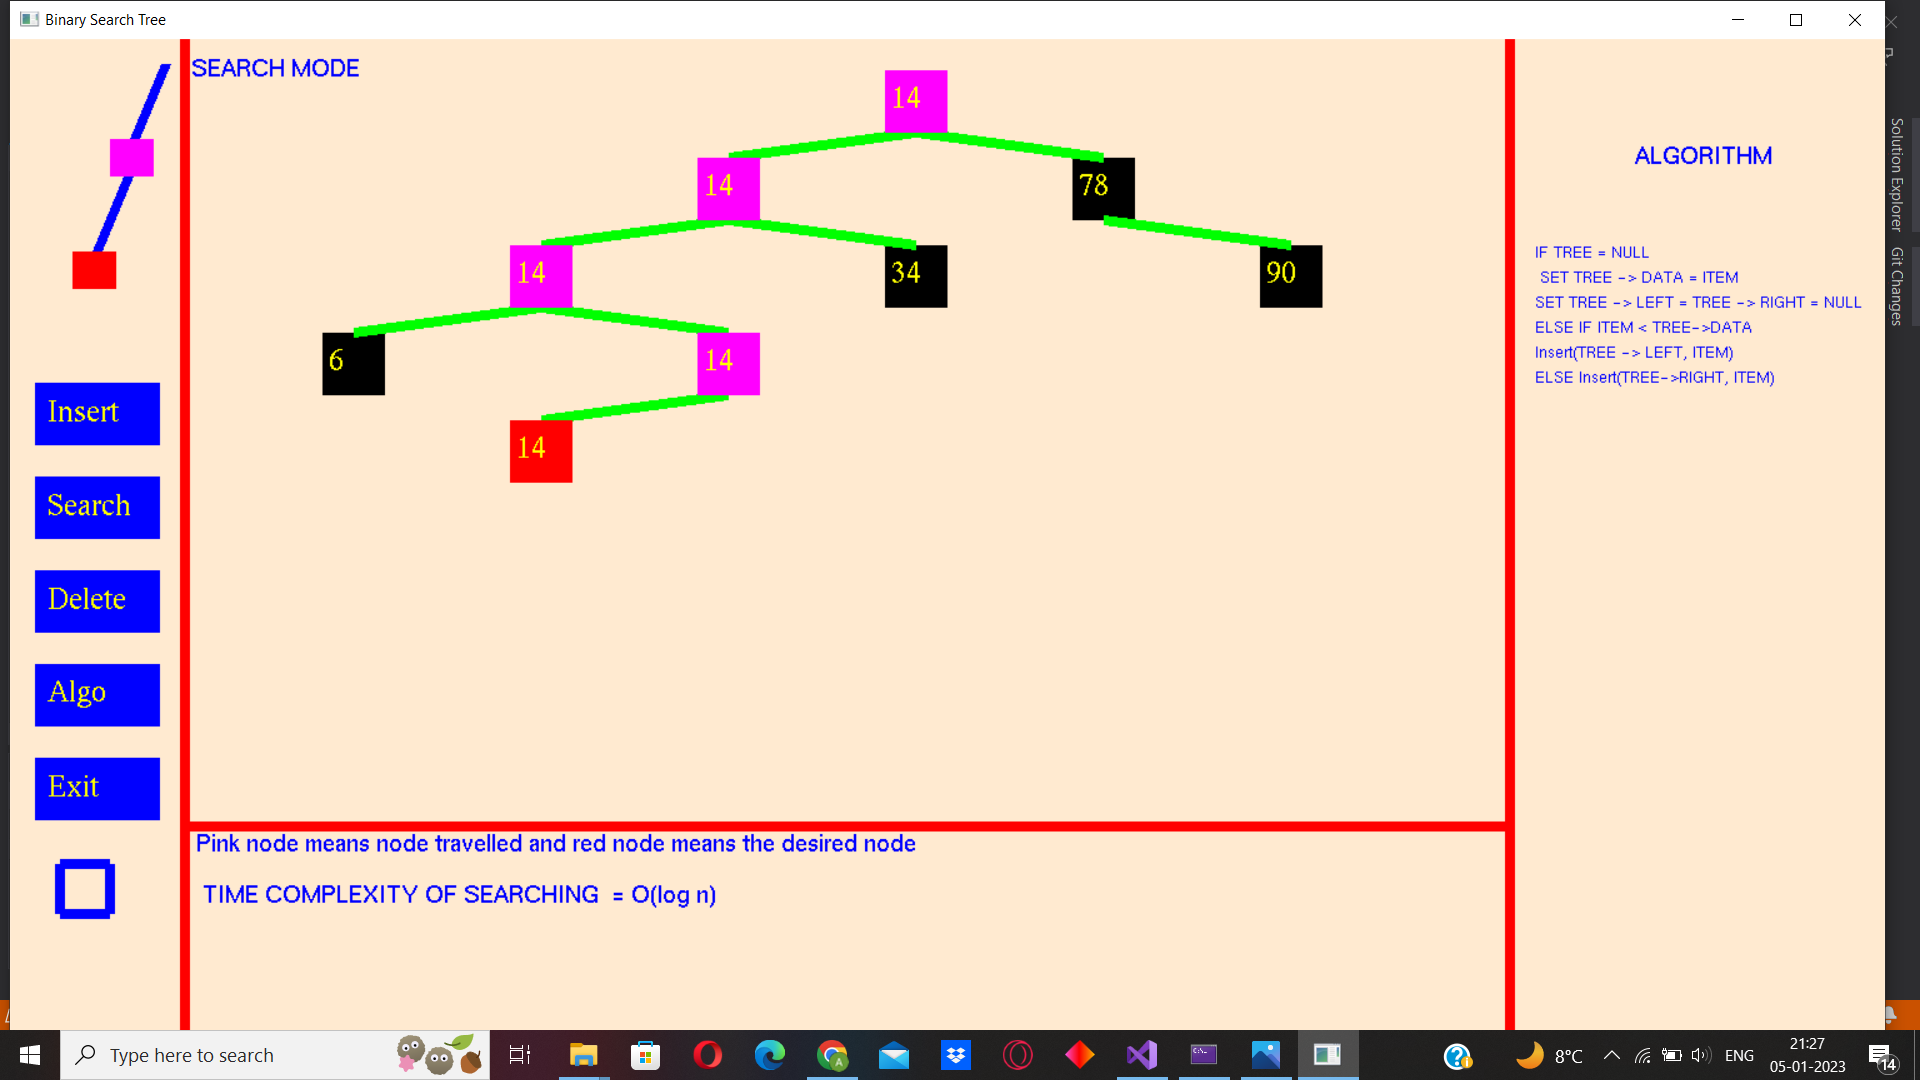 Binary Search Tree
SEARCH MODE
14
14
78
14
34
90
6
14
14
Insert
Search
Delete
Algo
Exit
ALGORITHM
IF TREE = NULL
SET TREE -> DATA = ITEM
SET TREE -> LEFT = TREE -> RIGHT = NULL
ELSE IF ITEM < TREE->DATA
Insert(TREE -> LEFT, ITEM)
ELSE Insert(TREE->RIGHT, ITEM)
Pink node means node travelled and red node means the desired node
TIME COMPLEXITY OF SEARCHING = O(log n)
Solution Explorer
Git Changes
Type here to search
8°C
ENG
21:27
05-01-2023
14